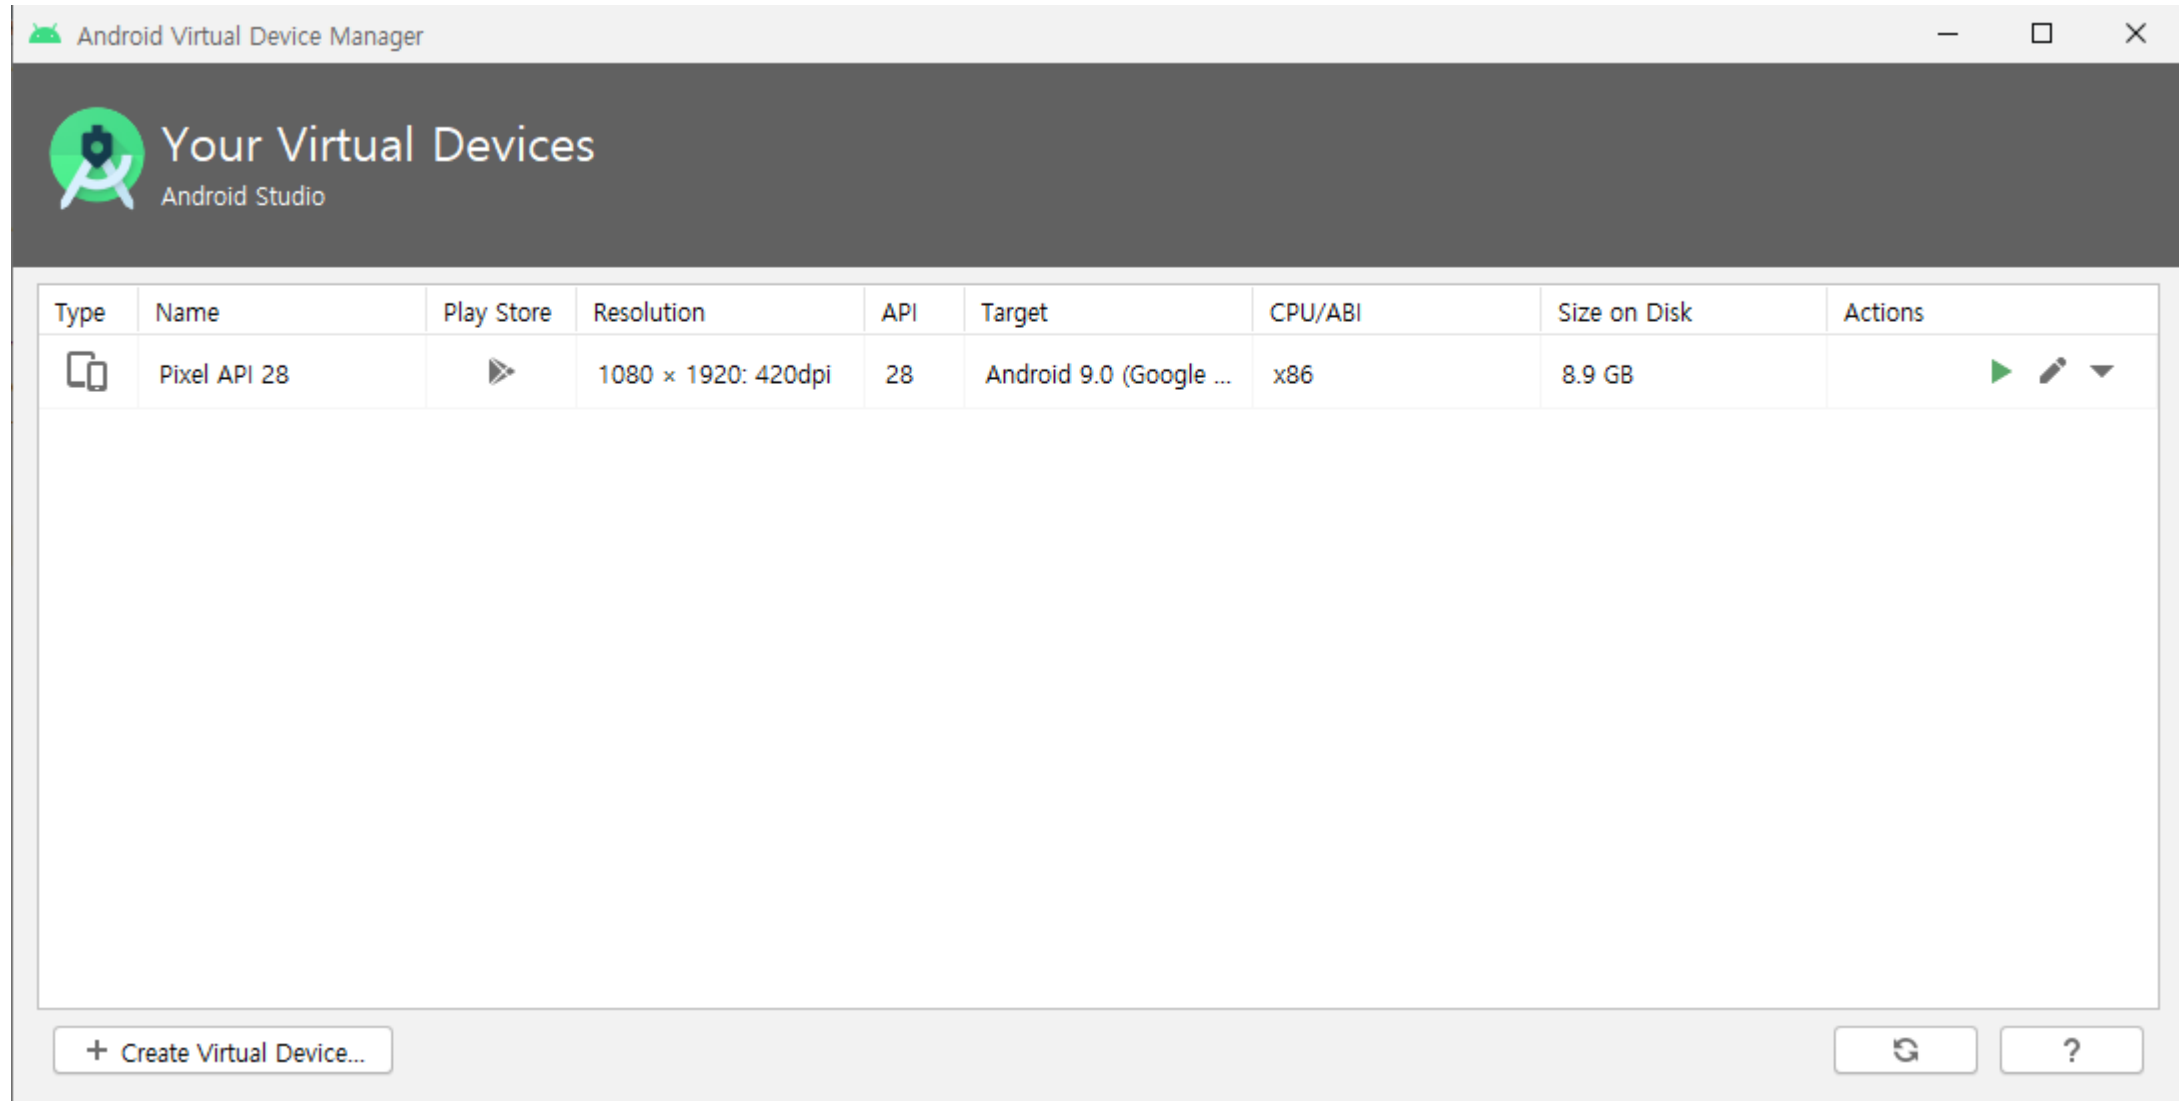 Android Virtual Device Manager
Your Virtual Devices
Android Studio
Type Name Play Store Resolution API Target CPU/ABI Size on Disk Actions
Pixel API 28 1080 × 1920: 420dpi 28 Android 9.0 (Google ... x86 8.9 GB
+ Create Virtual Device... ?